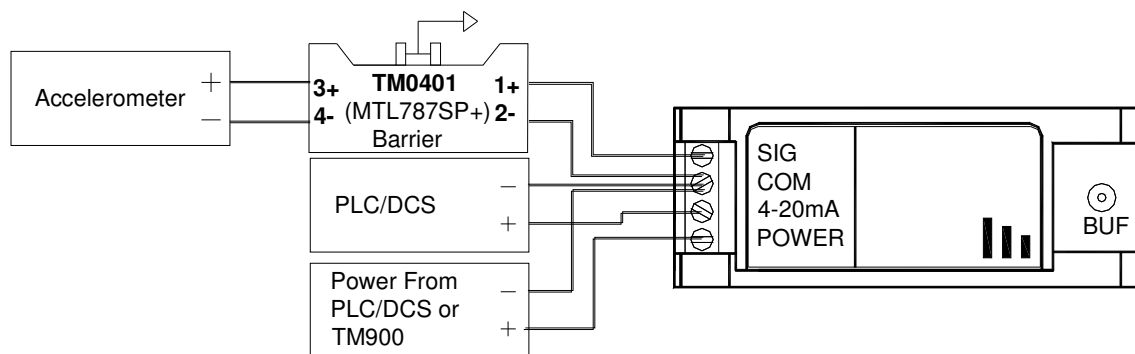 Accelerometer
+
−
3+
4-
TM0401
(MTL787SP+)
Barrier
1+
2-
PLC/DCS
−
+
Power From
PLC/DCS or
TM900
−
+
SIG
COM
4-20mA
POWER
BUF